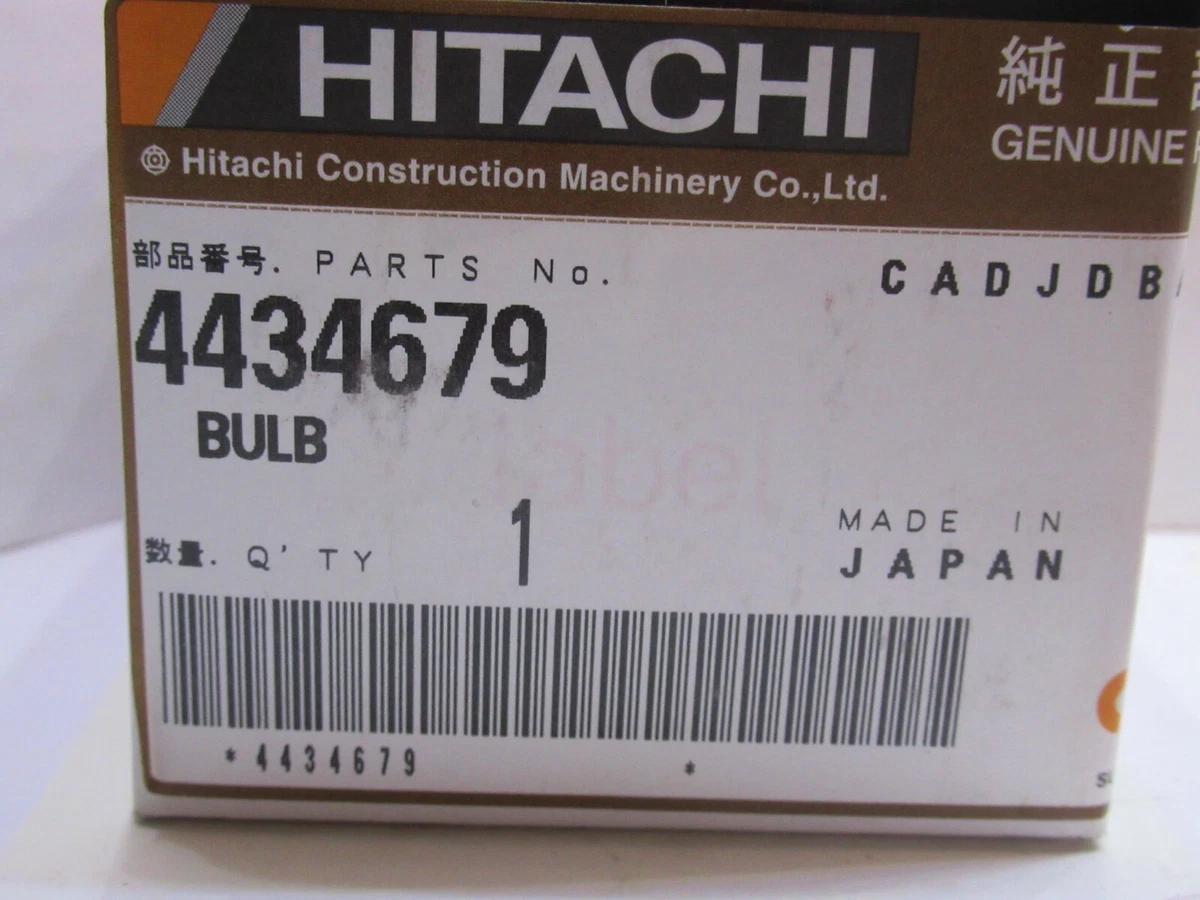 HITACHI
純正
GENUINE
Hitachi Construction Machinery Co.,Ltd.
部品番号. PARTS No.
CADJDB
4434679
BULB
label
1
MADE IN
数量. Q'TY
JAPAN
*4434679 *